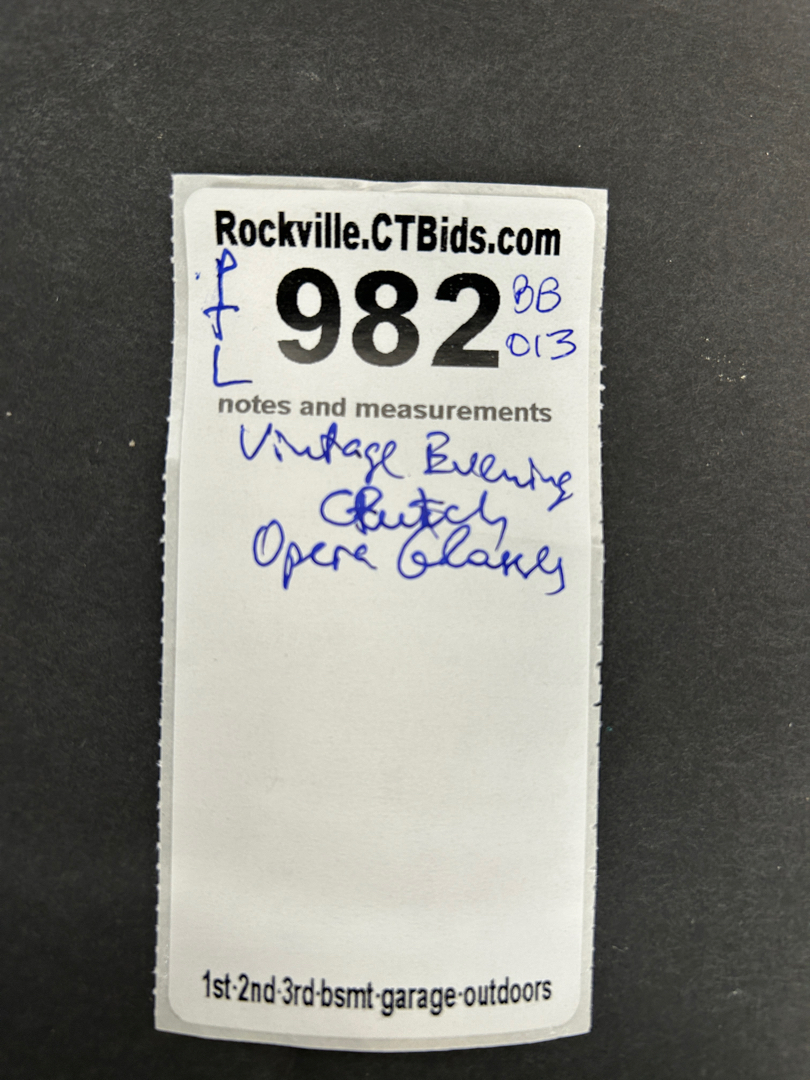 Rockville.CTBids.com
P
982
BB
013
L
notes and measurements
Vintage Evening
Clutch
Opera Glasses
1st·2nd·3rd·bsmt·garage·outdoors